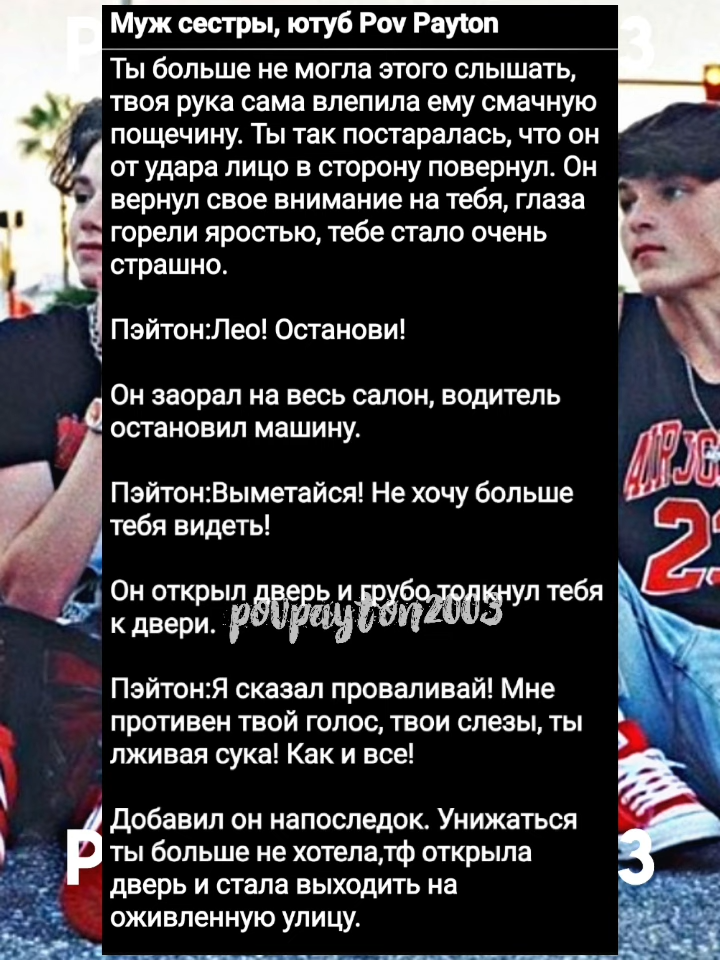 Муж сестры, ютуб Pov Payton
Ты больше не могла этого слышать,
твоя рука сама влепила ему смачную
пощечину. Ты так постаралась, что он
от удара лицо в сторону повернул. Он
вернул свое внимание на тебя, глаза
горели яростью, тебе стало очень
страшно.
Пэйтон:Лео! Останови!
Он заорал на весь салон, водитель
остановил машину.
Пэйтон:Выметайся! Не хочу больше
тебя видеть!
Он открыл дверь и грубо толкнул тебя
к двери.
povpayton2003
Пэйтон:Я сказал проваливай! Мне
противен твой голос, твои слезы, ты
лживая сука! Как и все!
Добавил он напоследок. Унижаться
ты больше не хотела,тф открыла
дверь и стала выходить на
оживленную улицу.
P
3
P
3
23